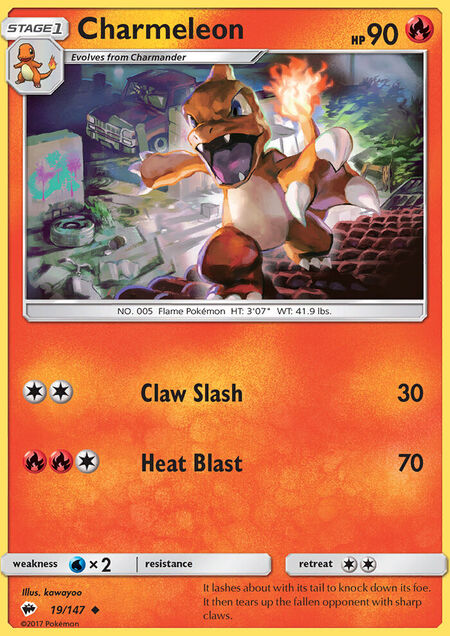 STAGE1
Charmeleon
HP 90
Evolves from Charmander
NO. 005 Flame Pokémon HT: 3'07" WT: 41.9 lbs.
Claw Slash 30
Heat Blast 70
weakness ×2 resistance retreat
Illus. kawayoo
19/147
©2017 Pokémon
It lashes about with its tail to knock down its foe.
It then tears up the fallen opponent with sharp
claws.